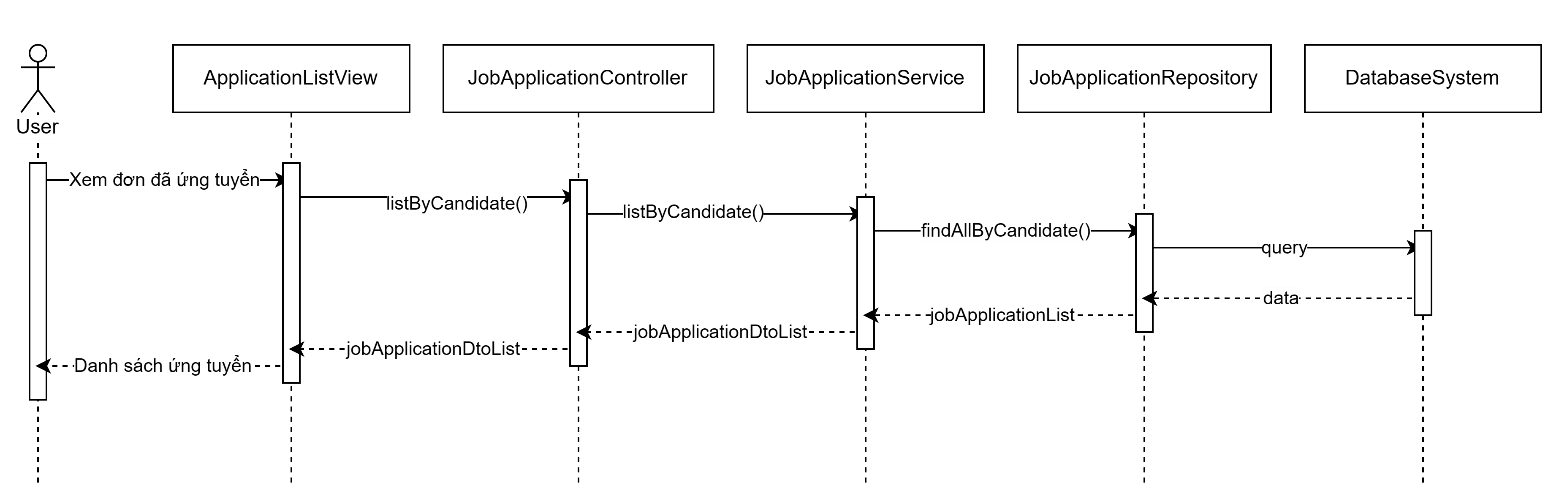 ApplicationListView
JobApplicationController
JobApplicationService
JobApplicationRepository
DatabaseSystem
User
Xem đơn đã ứng tuyển
listByCandidate()
listByCandidate()
findAllByCandidate()
query
data
jobApplicationList
jobApplicationDtoList
jobApplicationDtoList
Danh sách ứng tuyển